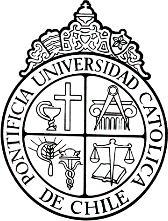 PONTIFICIA UNIVERSIDAD CATOLICA
DE CHILE